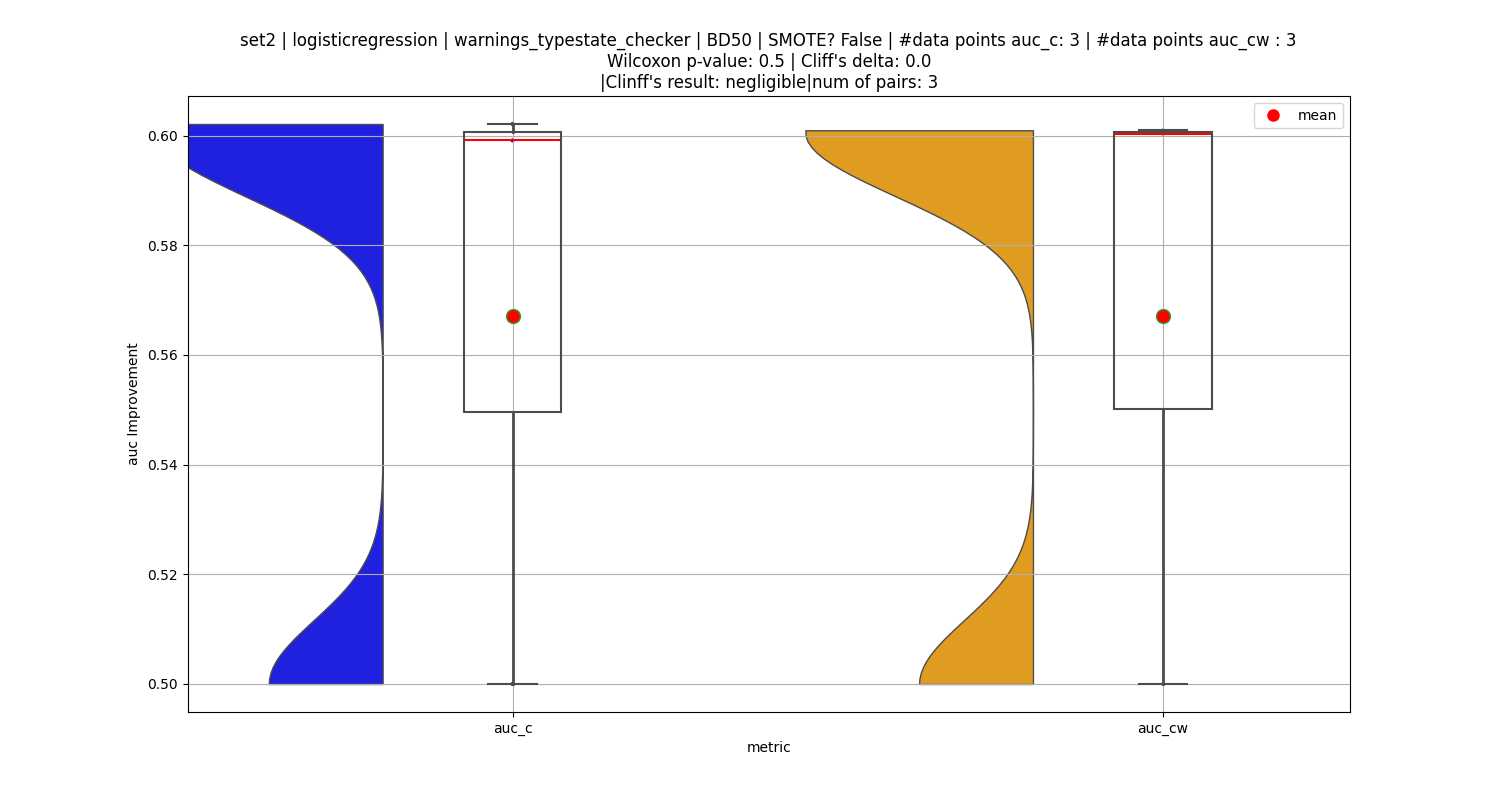 set2 | logisticregression | warnings_typestate_checker | BD50 | SMOTE? False | #data points auc_c: 3 | #data points auc_cw : 3
Wilcoxon p-value: 0.5 | Cliff's delta: 0.0
|Clinff's result: negligible|num of pairs: 3
mean
0.60
0.58
0.56
0.54
0.52
0.50
auc Improvement
auc_c
auc_cw
metric